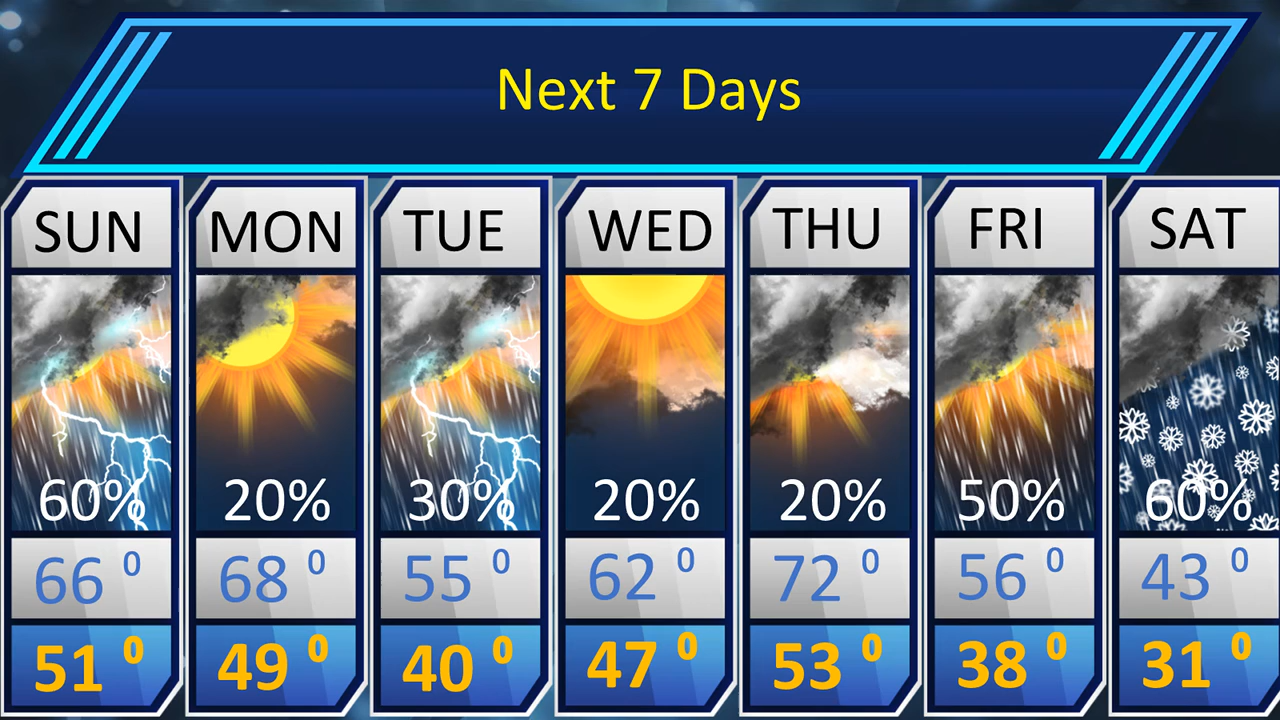 Next 7 Days
SUN MON TUE WED THU FRI SAT
60% 20% 30% 20% 20% 50% 60%
66 0 68 0 55 0 62 0 72 0 56 0 43 0
51 0 49 0 40 0 47 0 53 0 38 0 31 0